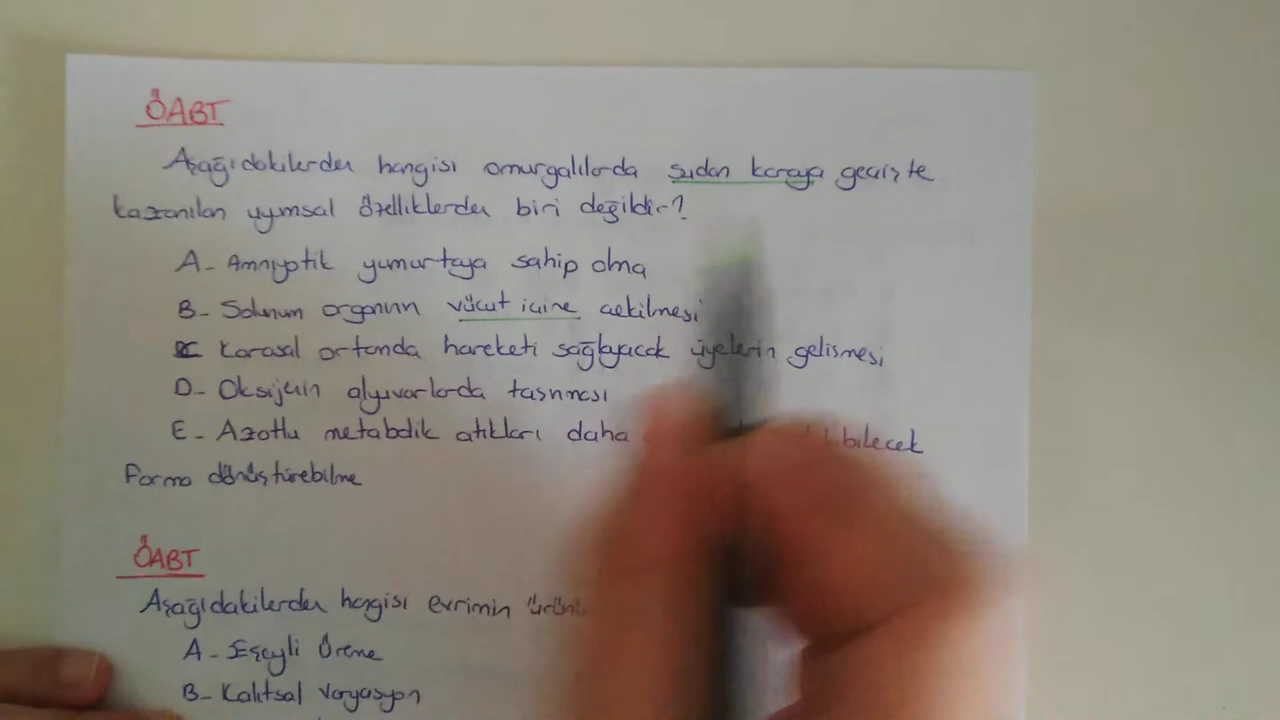 ÖABT
Aşağıdakilerden hangisi omurgalılarda sudan karaya geçişte
kazanılan uyumsal özelliklerden biri değildir?
A- Amniyotik yumurtaya sahip olma
B- Solunum organının vücut içine çekilmesi
C- Karasal ortamda hareketi sağlayacak üyelerin gelişmesi
D- Oksijenin alyuvarlarda taşınması
E- Azotlu metabolik atıkları daha
forma dönüştürebilme
ÖABT
Aşağıdakilerden hangisi evrimin
A- Eşeyli Üreme
B- Kalıtsal Varyasyon